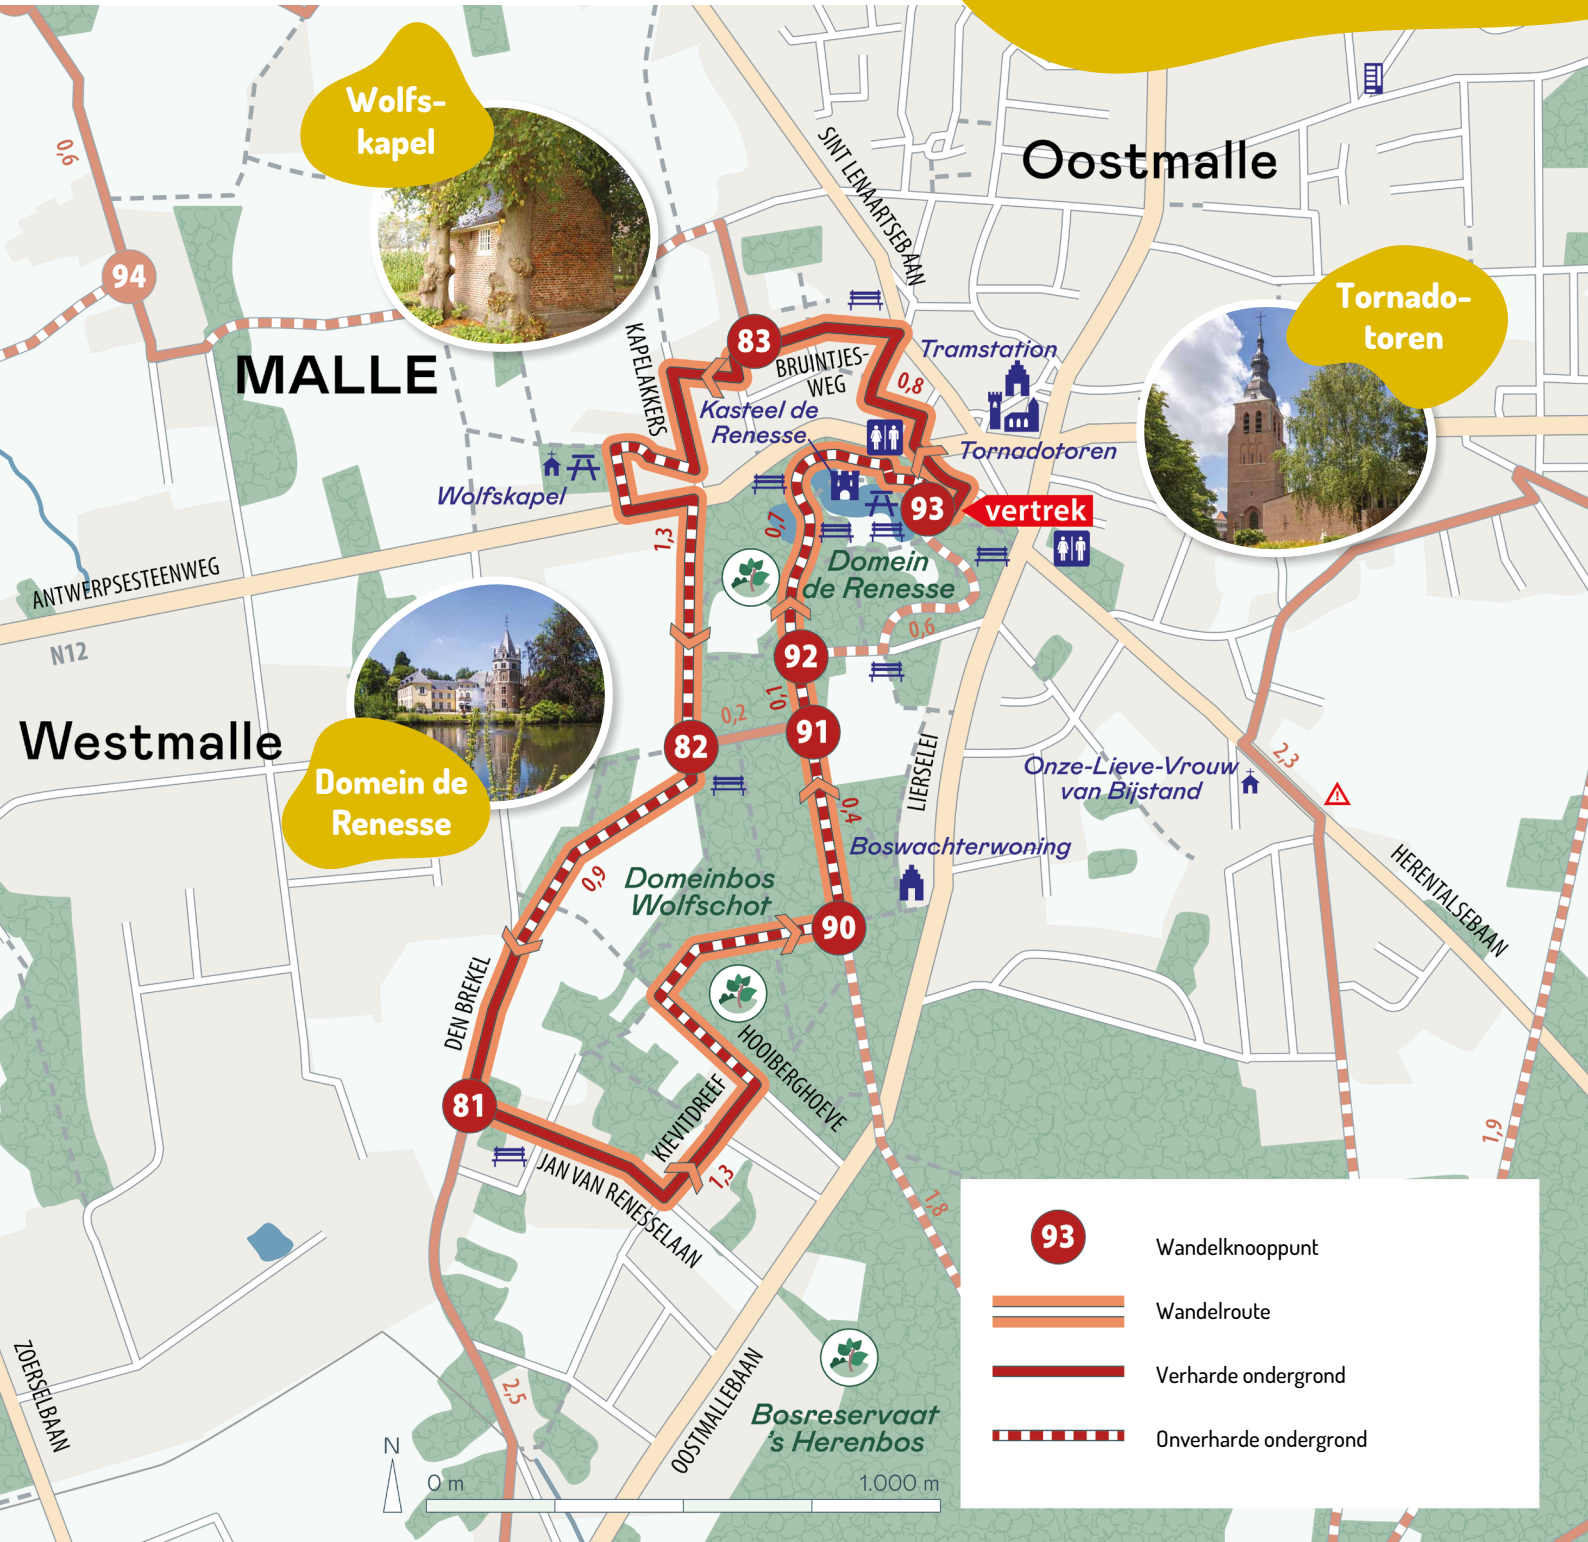 Wolfs-
kapel
0,6
94
MALLE
SINT LENAARTSEBAAN
Oostmalle
Tornado-
toren
KAPELAKKERS
83
BRUINTJES-
WEG
0,8
Tramstation
Kasteel de
Renesse
Tornadotoren
Wolfskapel
93
vertrek
1,3
0,7
Domein
de Renesse
ANTWERPSESTEENWEG
N12
0,6
92
0,1
0,2
91
82
Westmalle
Domein de
Renesse
LIERSELEI
Onze-Lieve-Vrouw
van Bijstand
2,3
0,4
Boswachterwoning
HERENTALSEBAAN
0,9
Domeinbos
Wolfschot
90
DEN BREKEL
HOOIBERGHOEVE
KIEVITDREEF
81
JAN VAN RENESSELAAN
1,3
1,9
1,8
93
Wandelknooppunt
Wandelroute
Verharde ondergrond
Onverharde ondergrond
ZOERSELBAAN
2,5
OOSTMALLEBAAN
Bosreservaat
's Herenbos
N
0 m
1.000 m